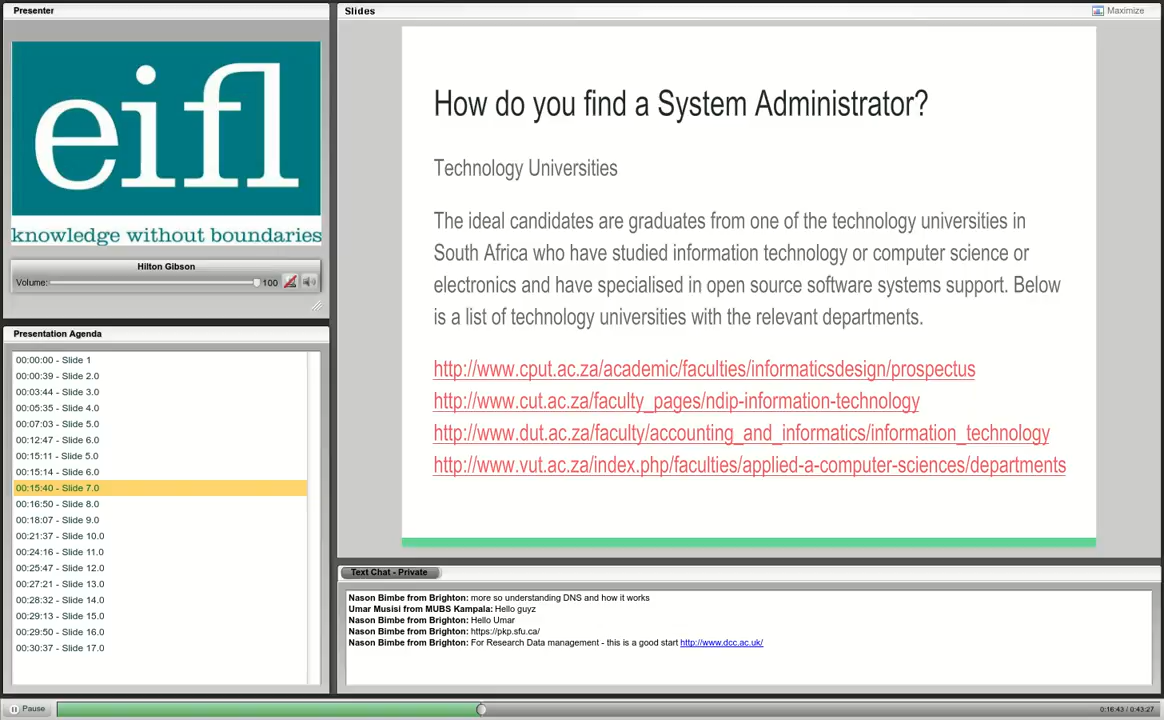 Presenter
eifl
knowledge without boundaries
Hilton Gibson
Volume: 100
Presentation Agenda
00:00:00 - Slide 1
00:00:39 - Slide 2.0
00:03:44 - Slide 3.0
00:05:35 - Slide 4.0
00:07:03 - Slide 5.0
00:12:47 - Slide 6.0
00:15:11 - Slide 5.0
00:15:14 - Slide 6.0
00:15:40 - Slide 7.0
00:16:50 - Slide 8.0
00:18:07 - Slide 9.0
00:21:37 - Slide 10.0
00:24:16 - Slide 11.0
00:25:47 - Slide 12.0
00:27:21 - Slide 13.0
00:28:32 - Slide 14.0
00:29:13 - Slide 15.0
00:29:50 - Slide 16.0
00:30:37 - Slide 17.0
Slides
Maximize
How do you find a System Administrator?
Technology Universities
The ideal candidates are graduates from one of the technology universities in
South Africa who have studied information technology or computer science or
electronics and have specialised in open source software systems support. Below
is a list of technology universities with the relevant departments.
http://www.cput.ac.za/academic/faculties/informaticsdesign/prospectus
http://www.cut.ac.za/faculty_pages/ndip-information-technology
http://www.dut.ac.za/faculty/accounting_and_informatics/information_technology
http://www.vut.ac.za/index.php/faculties/applied-a-computer-sciences/departments
Text Chat - Private
Nason Bimbe from Brighton: more so understanding DNS and how it works
Umar Musisi from MUBS Kampala: Hello guyz
Nason Bimbe from Brighton: Hello Umar
Nason Bimbe from Brighton: https://pkp.sfu.ca/
Nason Bimbe from Brighton: For Research Data management - this is a good start http://www.dcc.ac.uk/
Pause
0:16:43 / 0:43:27